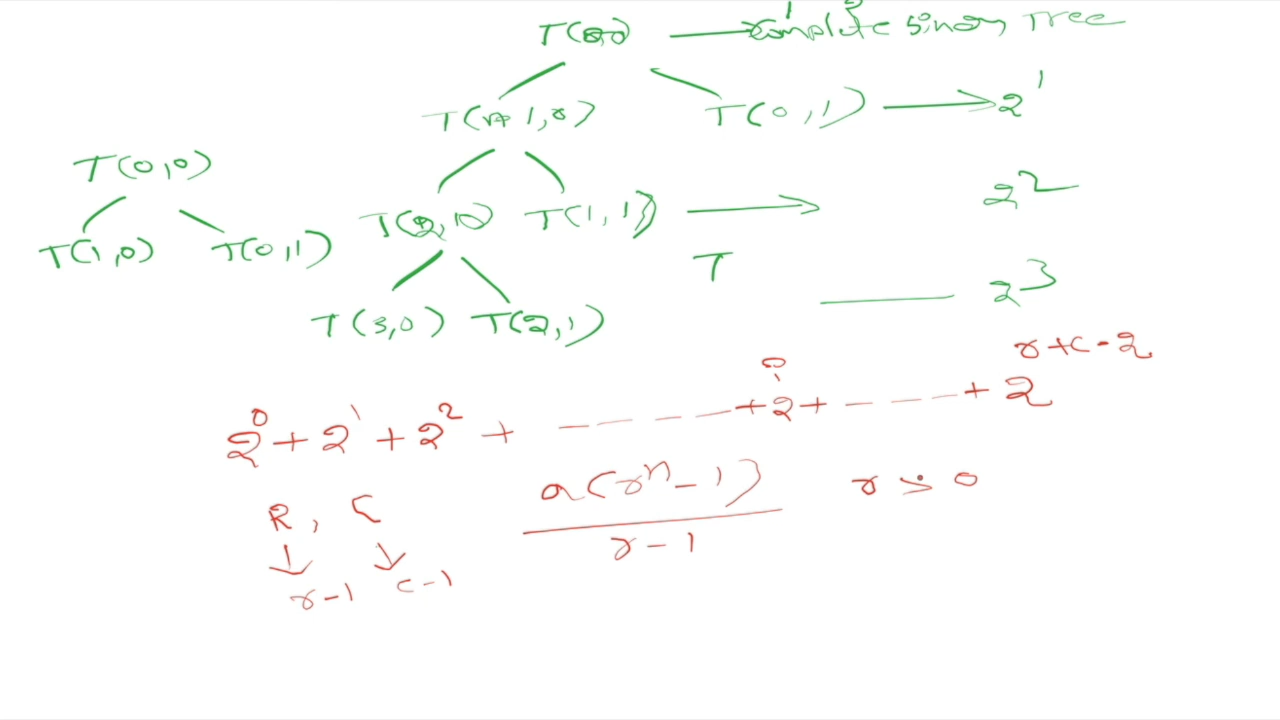 T(0,0) → complete binary Tree
T(n+1,0) T(0,1) → 2^1
T(0,0)
T(2,0) T(1,1) → 2^2
T(1,0) T(0,1)
T
2^3
T(3,0) T(2,1)
2^0 + 2^1 + 2^2 + ------ + 2 + ------ + 2^{r+c-2}
R, C
a(r^n - 1)
r > 0
r - 1
r-1 c-1